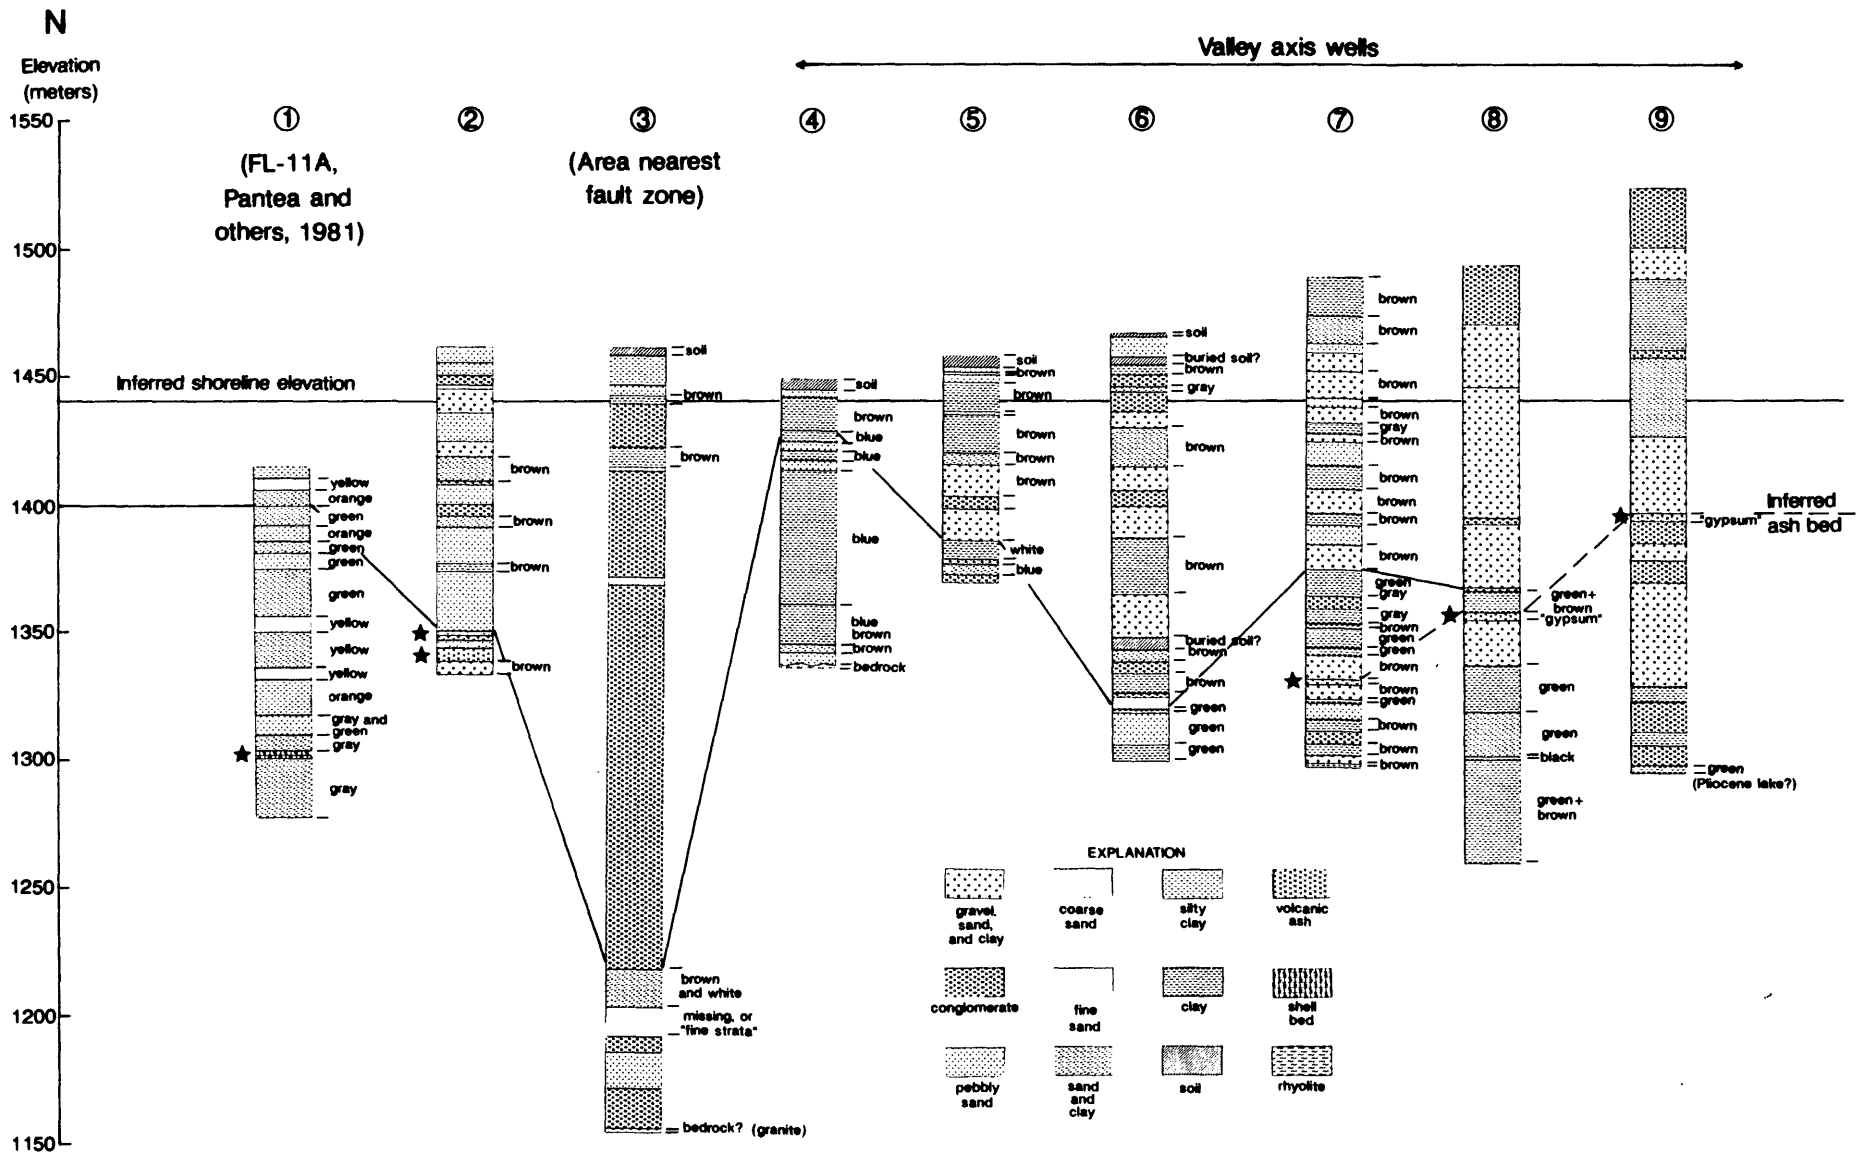 N
Elevation
(meters)
Valley axis wells
1 2 3 4 5 6 7 8 9
(FL-11A,
Pantea and
others, 1981)
(Area nearest
fault zone)
1550
1500
1450
1400
1350
1300
1250
1200
1150
Inferred shoreline elevation
yellow
orange
green
orange
green
green
green
yellow
yellow
yellow
orange
gray and
green
gray
gray
brown
brown
brown
brown
soil
brown
brown
brown
and white
missing, or
"fine strata"
bedrock? (granite)
soil
brown
blue
blue
blue
blue
brown
brown
bedrock
soil
brown
brown
brown
brown
brown
white
blue
soil
buried soil?
brown
gray
brown
brown
buried soil?
brown
brown
green
green
green
brown
brown
brown
brown
gray
brown
brown
brown
brown
brown
green
gray
gray
brown
green
green
brown
brown
green
brown
brown
brown
green+
brown
"gypsum"
green
green
black
green+
brown
"gypsum"
Inferred
ash bed
green
(Pliocene lake?)
EXPLANATION
gravel,
sand,
and clay
coarse
sand
silty
clay
volcanic
ash
conglomerate
fine
sand
clay
shell
bed
pebbly
sand
sand
and
clay
soil
rhyolite